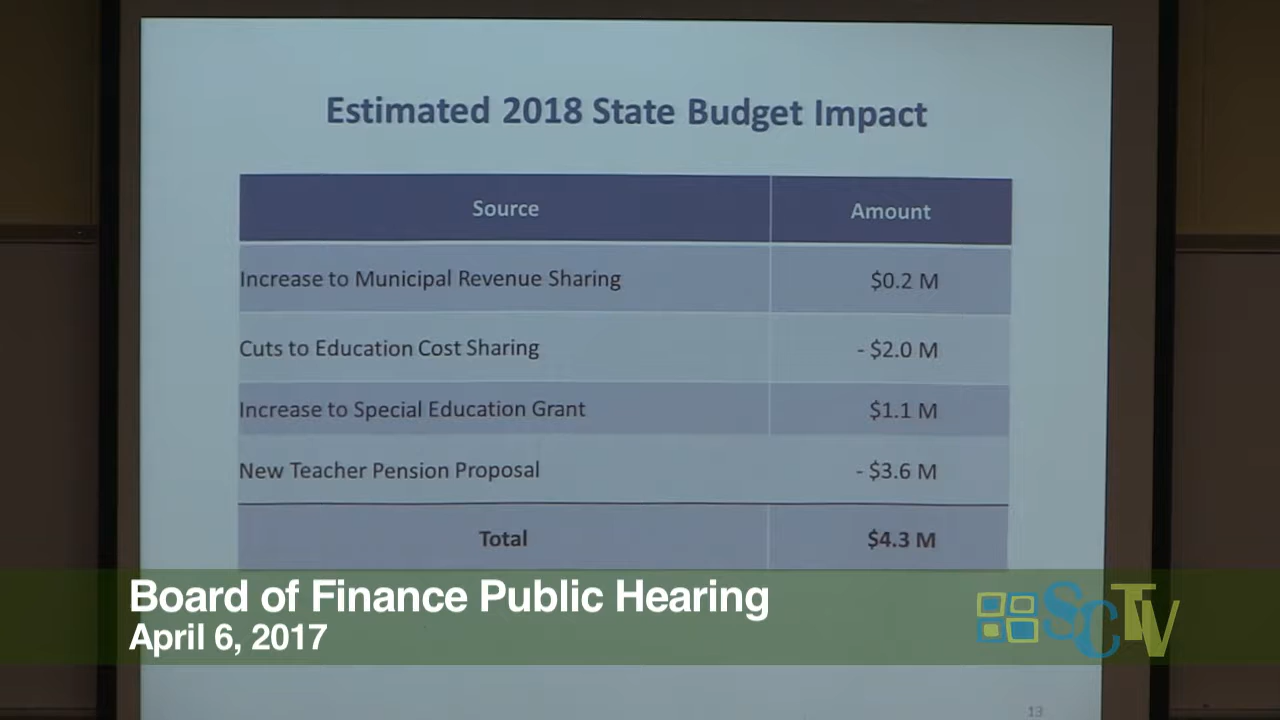 Estimated 2018 State Budget Impact
Source Amount
Increase to Municipal Revenue Sharing $0.2 M
Cuts to Education Cost Sharing - $2.0 M
Increase to Special Education Grant $1.1 M
New Teacher Pension Proposal - $3.6 M
Total $4.3 M
Board of Finance Public Hearing
April 6, 2017
SCTV
13